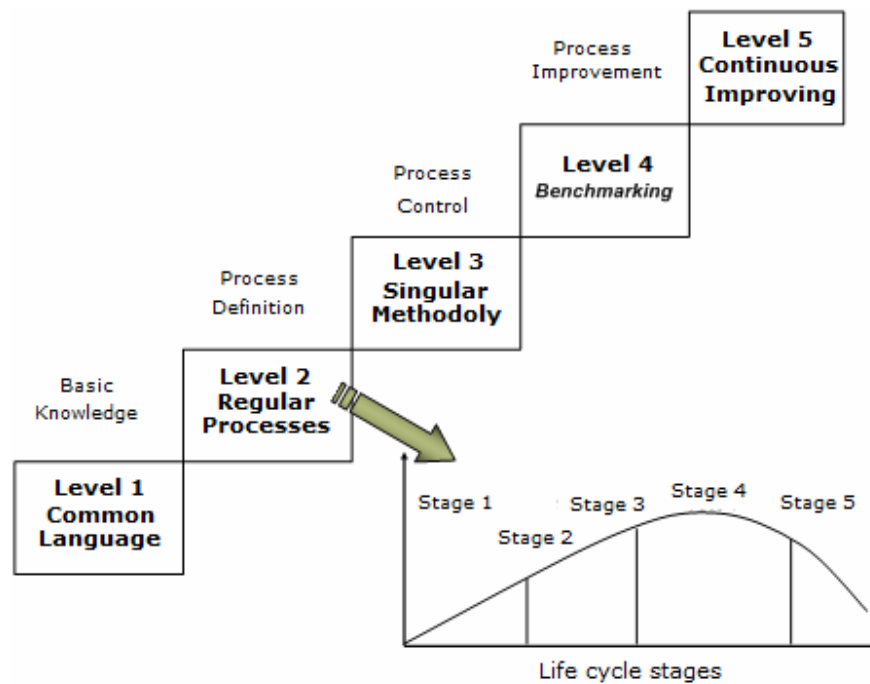 Process
Improvement
Level 5
Continuous
Improving
Process
Control
Level 4
Benchmarking
Process
Definition
Level 3
Singular
Methodoly
Basic
Knowledge
Level 2
Regular
Processes
Level 1
Common
Language
Stage 1
Stage 2
Stage 3
Stage 4
Stage 5
Life cycle stages